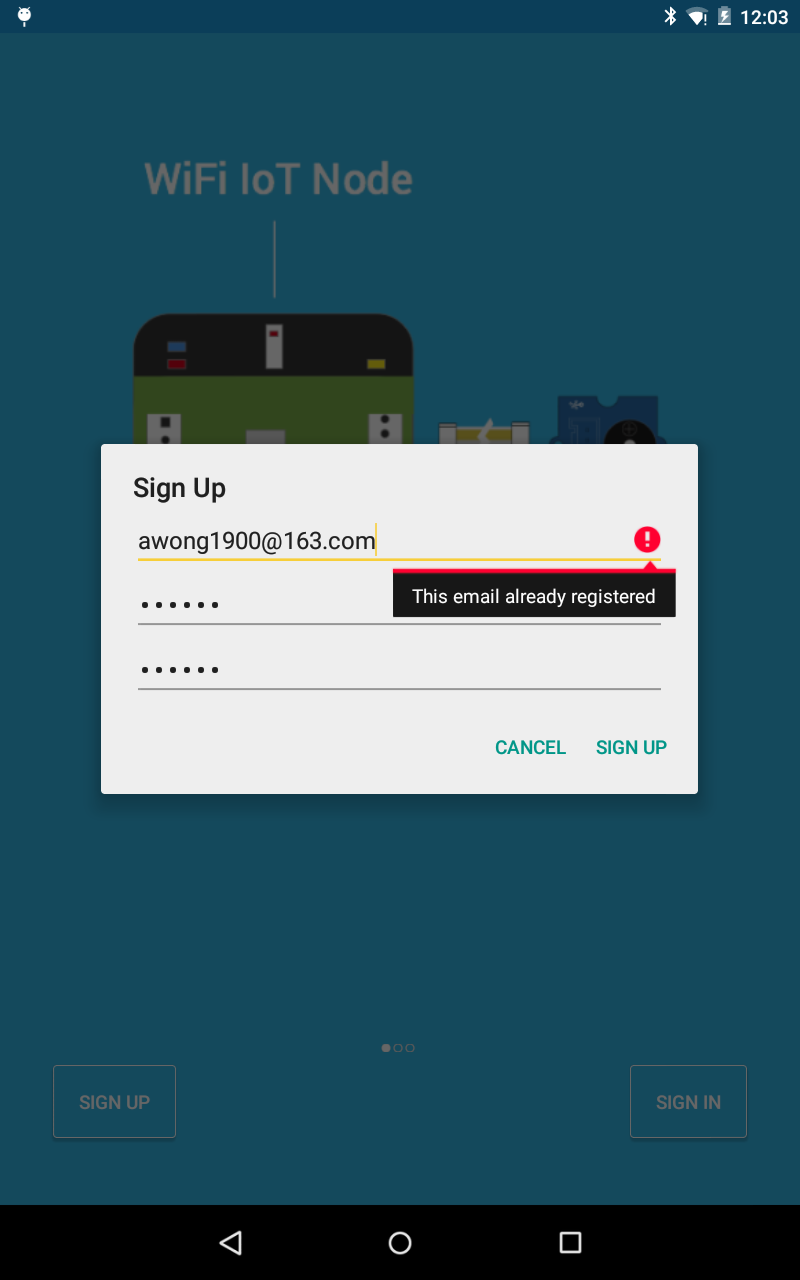 12:03
WiFi IoT Node
Sign Up
awong1900@163.com
This email already registered
••••••
••••••
CANCEL SIGN UP
SIGN UP SIGN IN